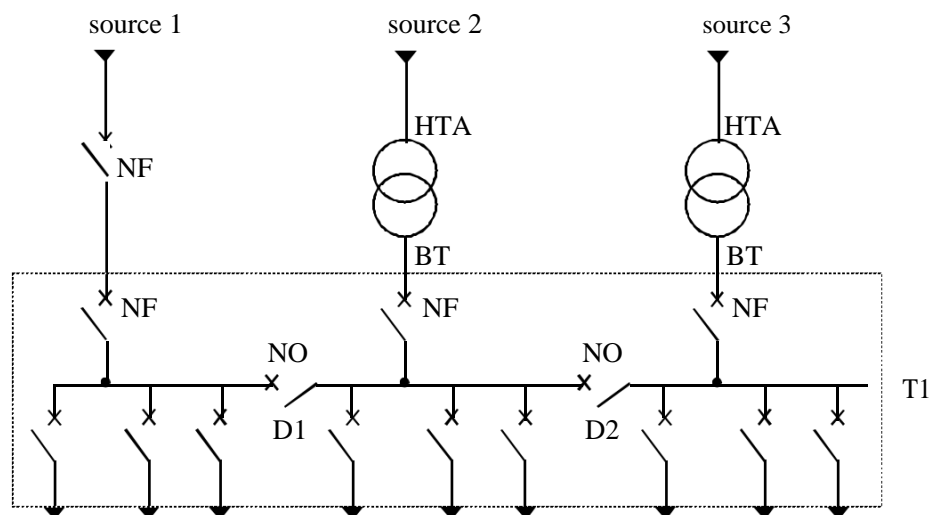 source 1 source 2 source 3
HTA HTA
NF
BT BT
NF NF NF
NO NO
T1
D1 D2